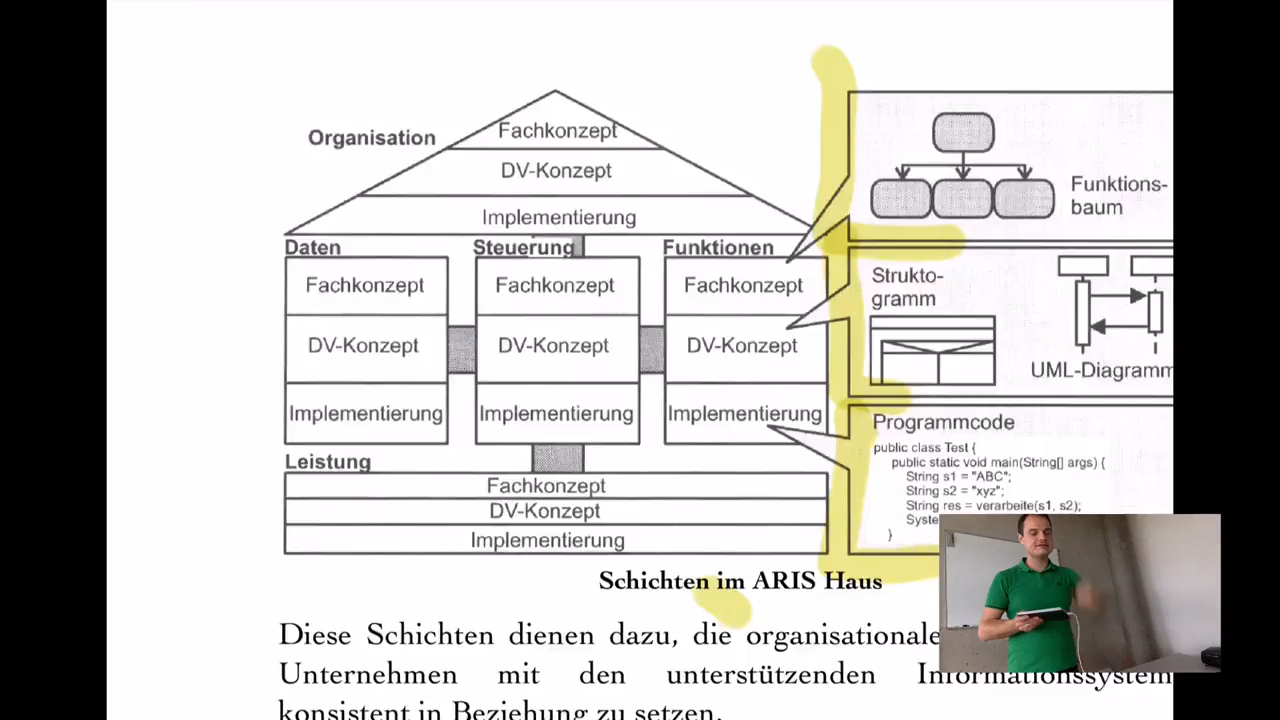 Organisation
Fachkonzept
DV-Konzept
Implementierung
Daten
Steuerung
Funktionen
Fachkonzept
Fachkonzept
Fachkonzept
DV-Konzept
DV-Konzept
DV-Konzept
Implementierung
Implementierung
Implementierung
Leistung
Fachkonzept
DV-Konzept
Implementierung
Funktions-
baum
Strukto-
gramm
UML-Diagramm
Programmcode
public class Test {
public static void main(String[] args) {
String s1 = "ABC";
String s2 = "xyz";
String res = verarbeite(s1, s2);
Syste
}
Schichten im ARIS Haus
Diese Schichten dienen dazu, die organisationale
Unternehmen mit den unterstützenden Informationssystem
konsistent in Beziehung zu setzen.